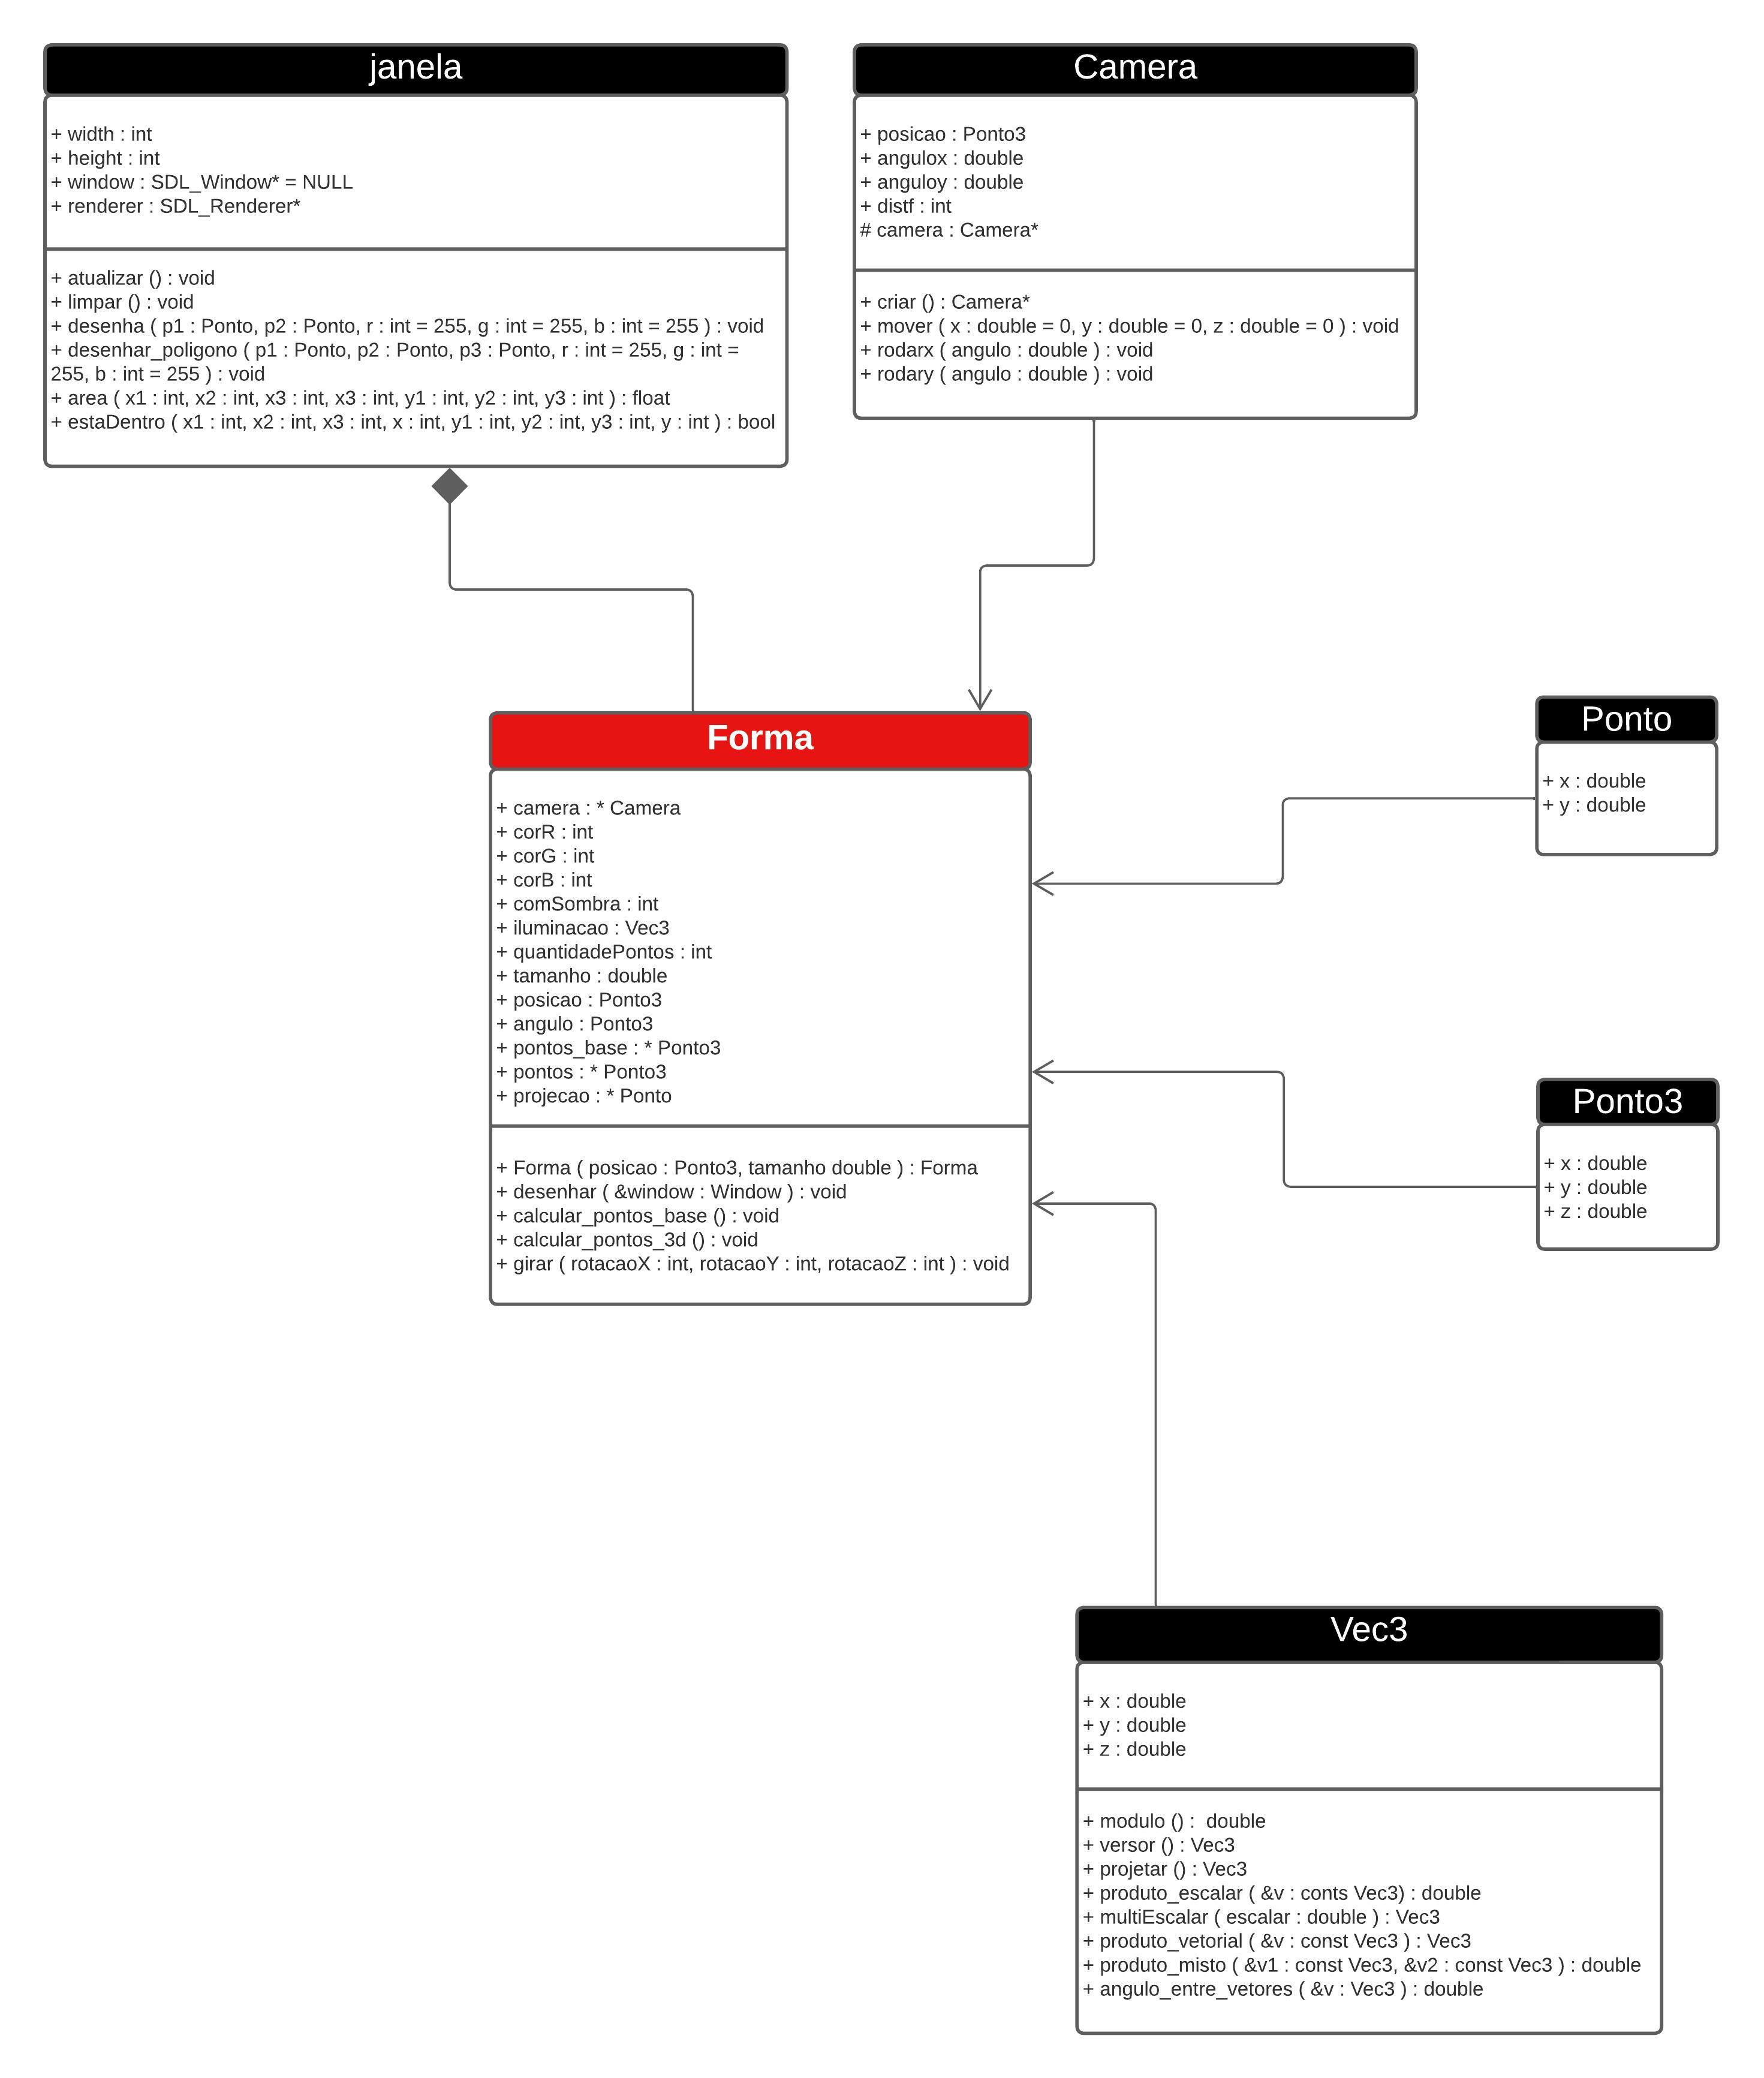 janela
+ width : int
+ height : int
+ window : SDL_Window* = NULL
+ renderer : SDL_Renderer*
+ atualizar () : void
+ limpar () : void
+ desenha ( p1 : Ponto, p2 : Ponto, r : int = 255, g : int = 255, b : int = 255 ) : void
+ desenhar_poligono ( p1 : Ponto, p2 : Ponto, p3 : Ponto, r : int = 255, g : int =
255, b : int = 255 ) : void
+ area ( x1 : int, x2 : int, x3 : int, x3 : int, y1 : int, y2 : int, y3 : int ) : float
+ estaDentro ( x1 : int, x2 : int, x3 : int, x : int, y1 : int, y2 : int, y3 : int, y : int ) : bool
Camera
+ posicao : Ponto3
+ angulox : double
+ anguloy : double
+ distf : int
# camera : Camera*
+ criar () : Camera*
+ mover ( x : double = 0, y : double = 0, z : double = 0 ) : void
+ rodarx ( angulo : double ) : void
+ rodary ( angulo : double ) : void
Forma
+ camera : * Camera
+ corR : int
+ corG : int
+ corB : int
+ comSombra : int
+ iluminacao : Vec3
+ quantidadePontos : int
+ tamanho : double
+ posicao : Ponto3
+ angulo : Ponto3
+ pontos_base : * Ponto3
+ pontos : * Ponto3
+ projecao : * Ponto
+ Forma ( posicao : Ponto3, tamanho double ) : Forma
+ desenhar ( &window : Window ) : void
+ calcular_pontos_base () : void
+ calcular_pontos_3d () : void
+ girar ( rotacaoX : int, rotacaoY : int, rotacaoZ : int ) : void
Ponto
+ x : double
+ y : double
Ponto3
+ x : double
+ y : double
+ z : double
Vec3
+ x : double
+ y : double
+ z : double
+ modulo () :  double
+ versor () : Vec3
+ projetar () : Vec3
+ produto_escalar ( &v : conts Vec3) : double
+ multiEscalar ( escalar : double ) : Vec3
+ produto_vetorial ( &v : const Vec3 ) : Vec3
+ produto_misto ( &v1 : const Vec3, &v2 : const Vec3 ) : double
+ angulo_entre_vetores ( &v : Vec3 ) : double